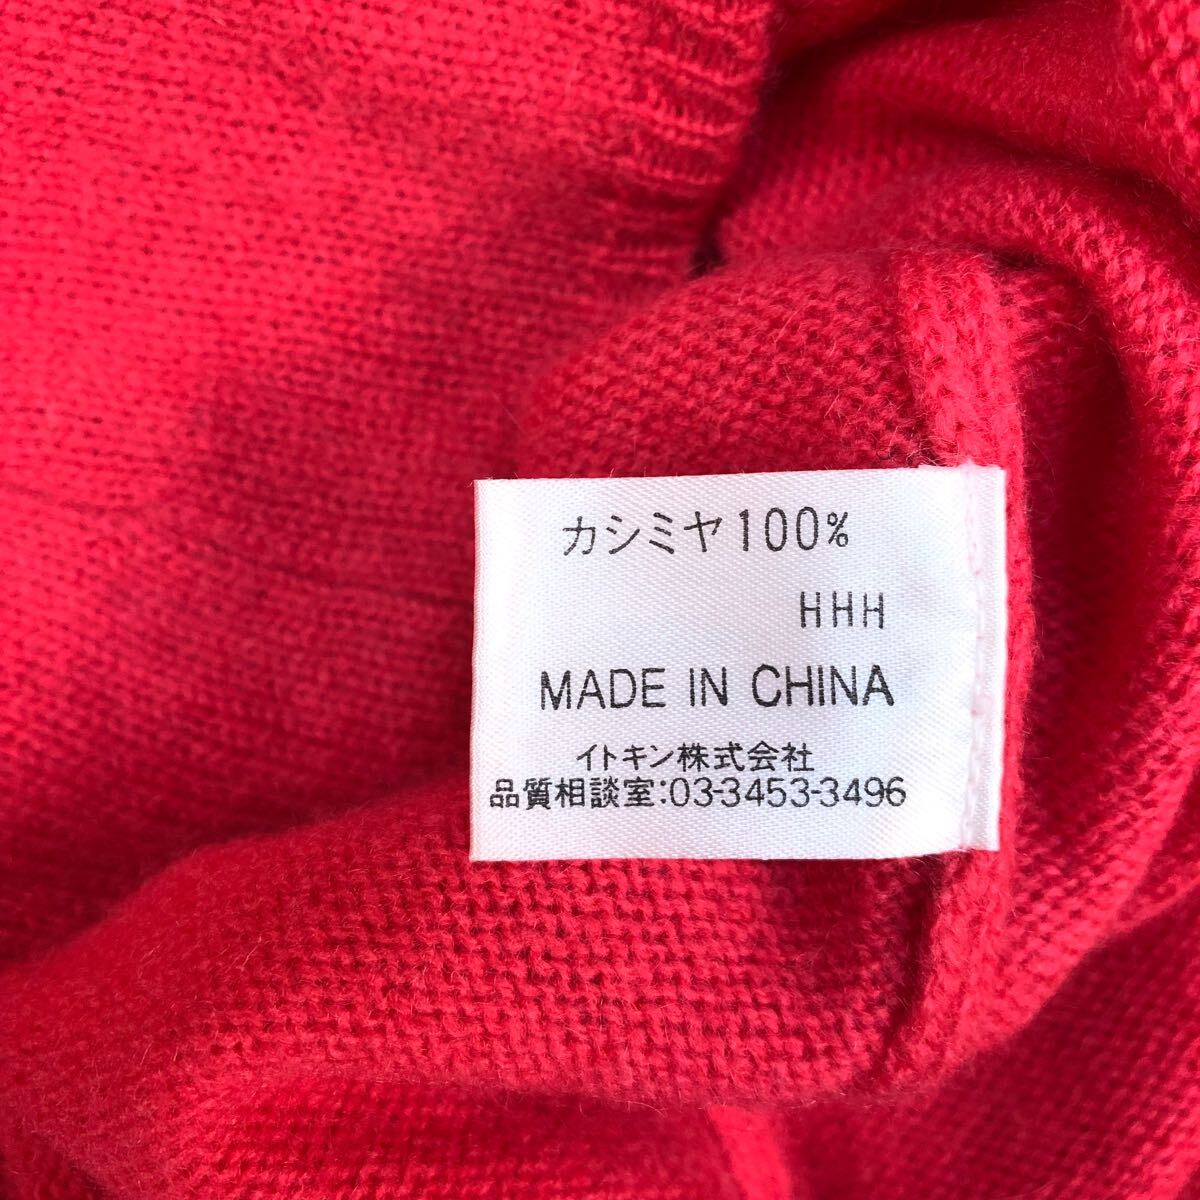 カシミヤ100%
HHH
MADE IN CHINA
イトキン株式会社
品質相談室:03-3453-3496